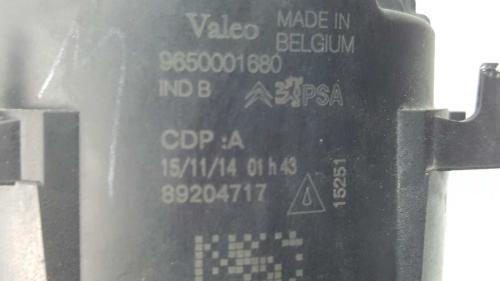 Valeo
MADE IN
BELGIUM
9650001680
IND B
PSA
CDP :A
15/11/14 01 h 43
89204717
15251